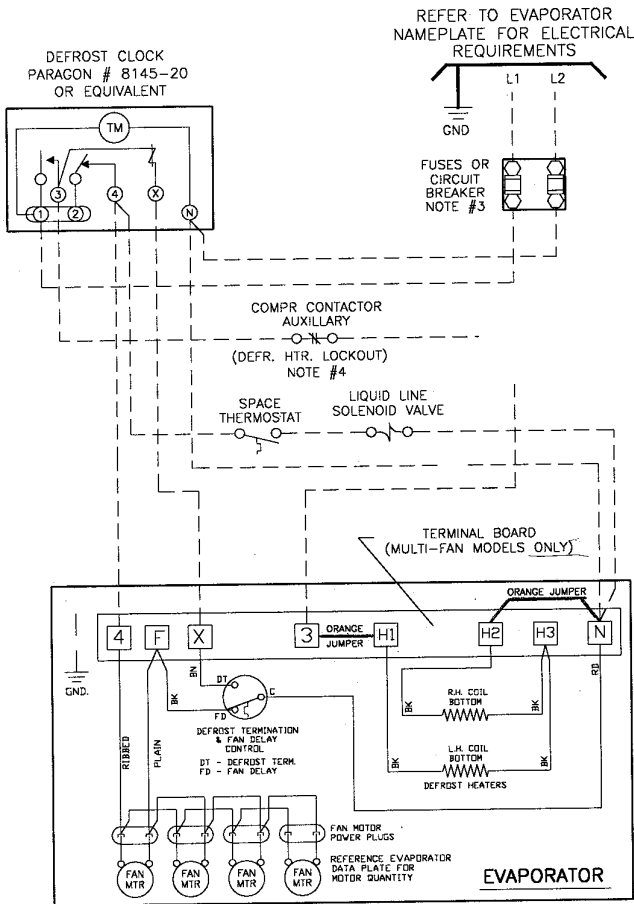 REFER TO EVAPORATOR
NAMEPLATE FOR ELECTRICAL
REQUIREMENTS
DEFROST CLOCK
PARAGON # 8145-20
OR EQUIVALENT
L1 L2
GND
TM
FUSES OR
CIRCUIT
BREAKER
NOTE #3
3 4 X
1 2 N
COMPR CONTACTOR
AUXILLARY
(DEFR. HTR. LOCKOUT)
NOTE #4
SPACE
THERMOSTAT
LIQUID LINE
SOLENOID VALVE
TERMINAL BOARD
(MULTI-FAN MODELS ONLY)
ORANGE JUMPER
4 F X 3 ORANGE JUMPER H1 H2 H3 N
GND.
RIBBED
PLAIN
BK
BN
DT
FD
C
DEFROST TERMINATION
& FAN DELAY
CONTROL
DT - DEFROST TERM.
FD - FAN DELAY
BK
BK
R.H. COIL
BOTTOM
BK
BK
L.H. COIL
BOTTOM
DEFROST HEATERS
BK
RD
FAN MOTOR
POWER PLUGS
REFERENCE EVAPORATOR
DATA PLATE FOR
MOTOR QUANTITY
FAN MTR
FAN MTR
FAN MTR
FAN MTR
EVAPORATOR